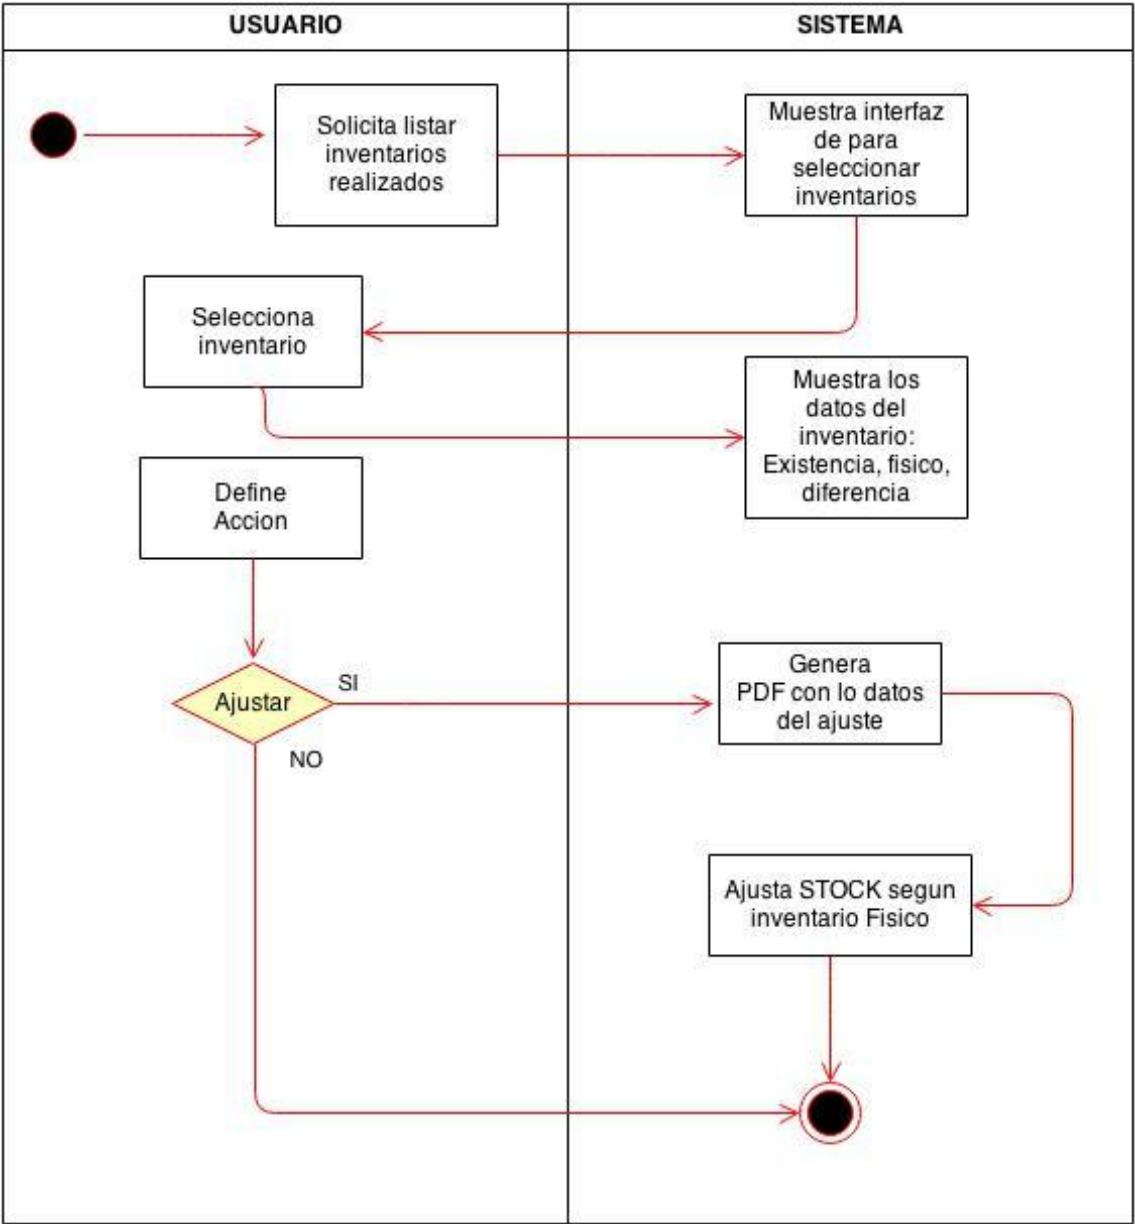 USUARIO
SISTEMA
Solicita listar
inventarios
realizados
Muestra interfaz
de para
seleccionar
inventarios
Selecciona
inventario
Muestra los
datos del
inventario:
Existencia, fisico,
diferencia
Define
Accion
Ajustar
SI
NO
Genera
PDF con lo datos
del ajuste
Ajusta STOCK segun
inventario Fisico